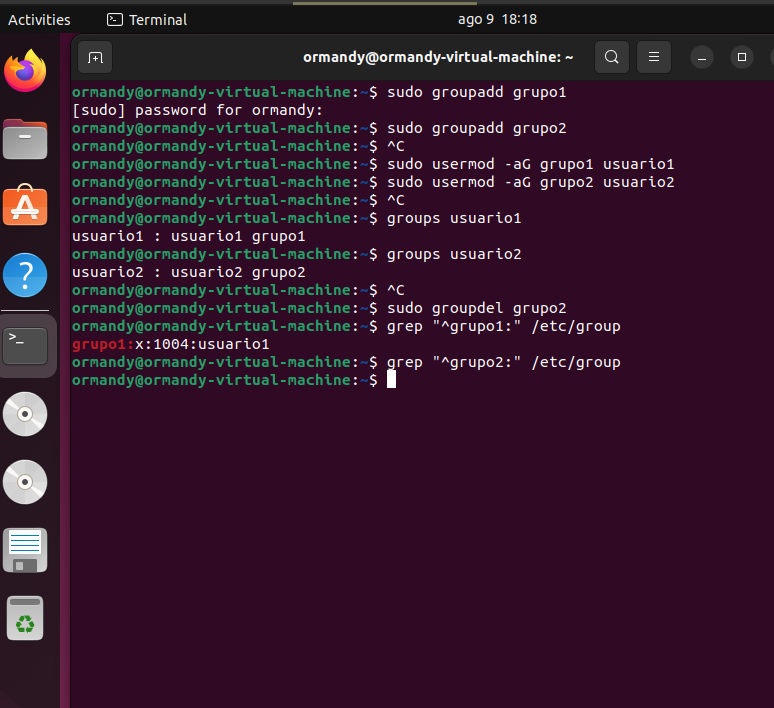 Activities
Terminal
ago 9 18:18
ormandy@ormandy-virtual-machine: ~
ormandy@ormandy-virtual-machine:~$ sudo groupadd grupo1
[sudo] password for ormandy:
ormandy@ormandy-virtual-machine:~$ sudo groupadd grupo2
ormandy@ormandy-virtual-machine:~$ ^C
ormandy@ormandy-virtual-machine:~$ sudo usermod -aG grupo1 usuario1
ormandy@ormandy-virtual-machine:~$ sudo usermod -aG grupo2 usuario2
ormandy@ormandy-virtual-machine:~$ ^C
ormandy@ormandy-virtual-machine:~$ groups usuario1
usuario1 : usuario1 grupo1
ormandy@ormandy-virtual-machine:~$ groups usuario2
usuario2 : usuario2 grupo2
ormandy@ormandy-virtual-machine:~$ ^C
ormandy@ormandy-virtual-machine:~$ sudo groupdel grupo2
ormandy@ormandy-virtual-machine:~$ grep "^grupo1:" /etc/group
grupo1:x:1004:usuario1
ormandy@ormandy-virtual-machine:~$ grep "^grupo2:" /etc/group
ormandy@ormandy-virtual-machine:~$